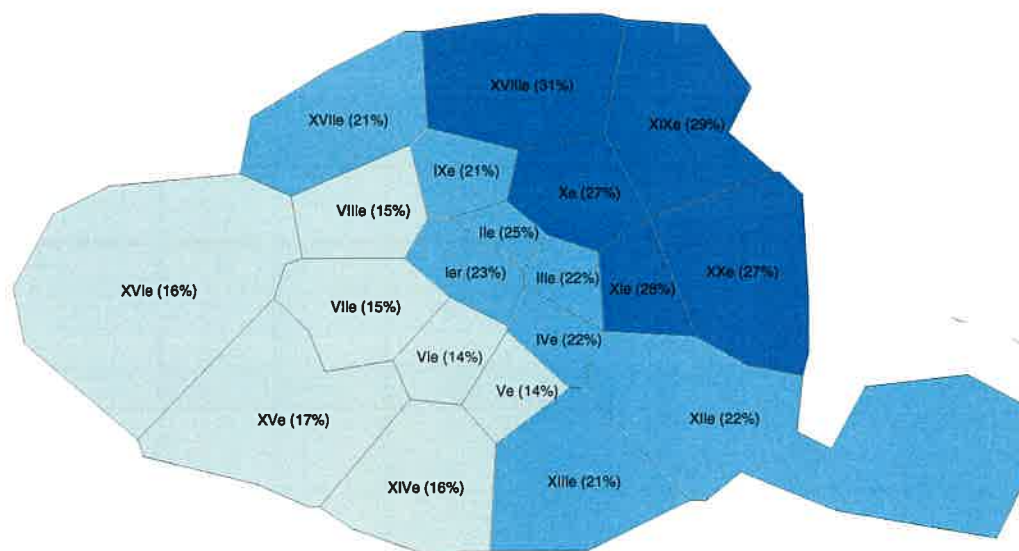 XVIIIe (31%)
XVIIe (21%)
XIXe (29%)
IXe (21%)
Xe (27%)
VIIIe (15%)
IIe (25%)
Ier (23%)
IIIe (22%)
XXe (27%)
XVIe (16%)
XIe (28%)
VIIe (15%)
IVe (22%)
VIe (14%)
Ve (14%)
XVe (17%)
XIIe (22%)
XIVe (16%)
XIIIe (21%)